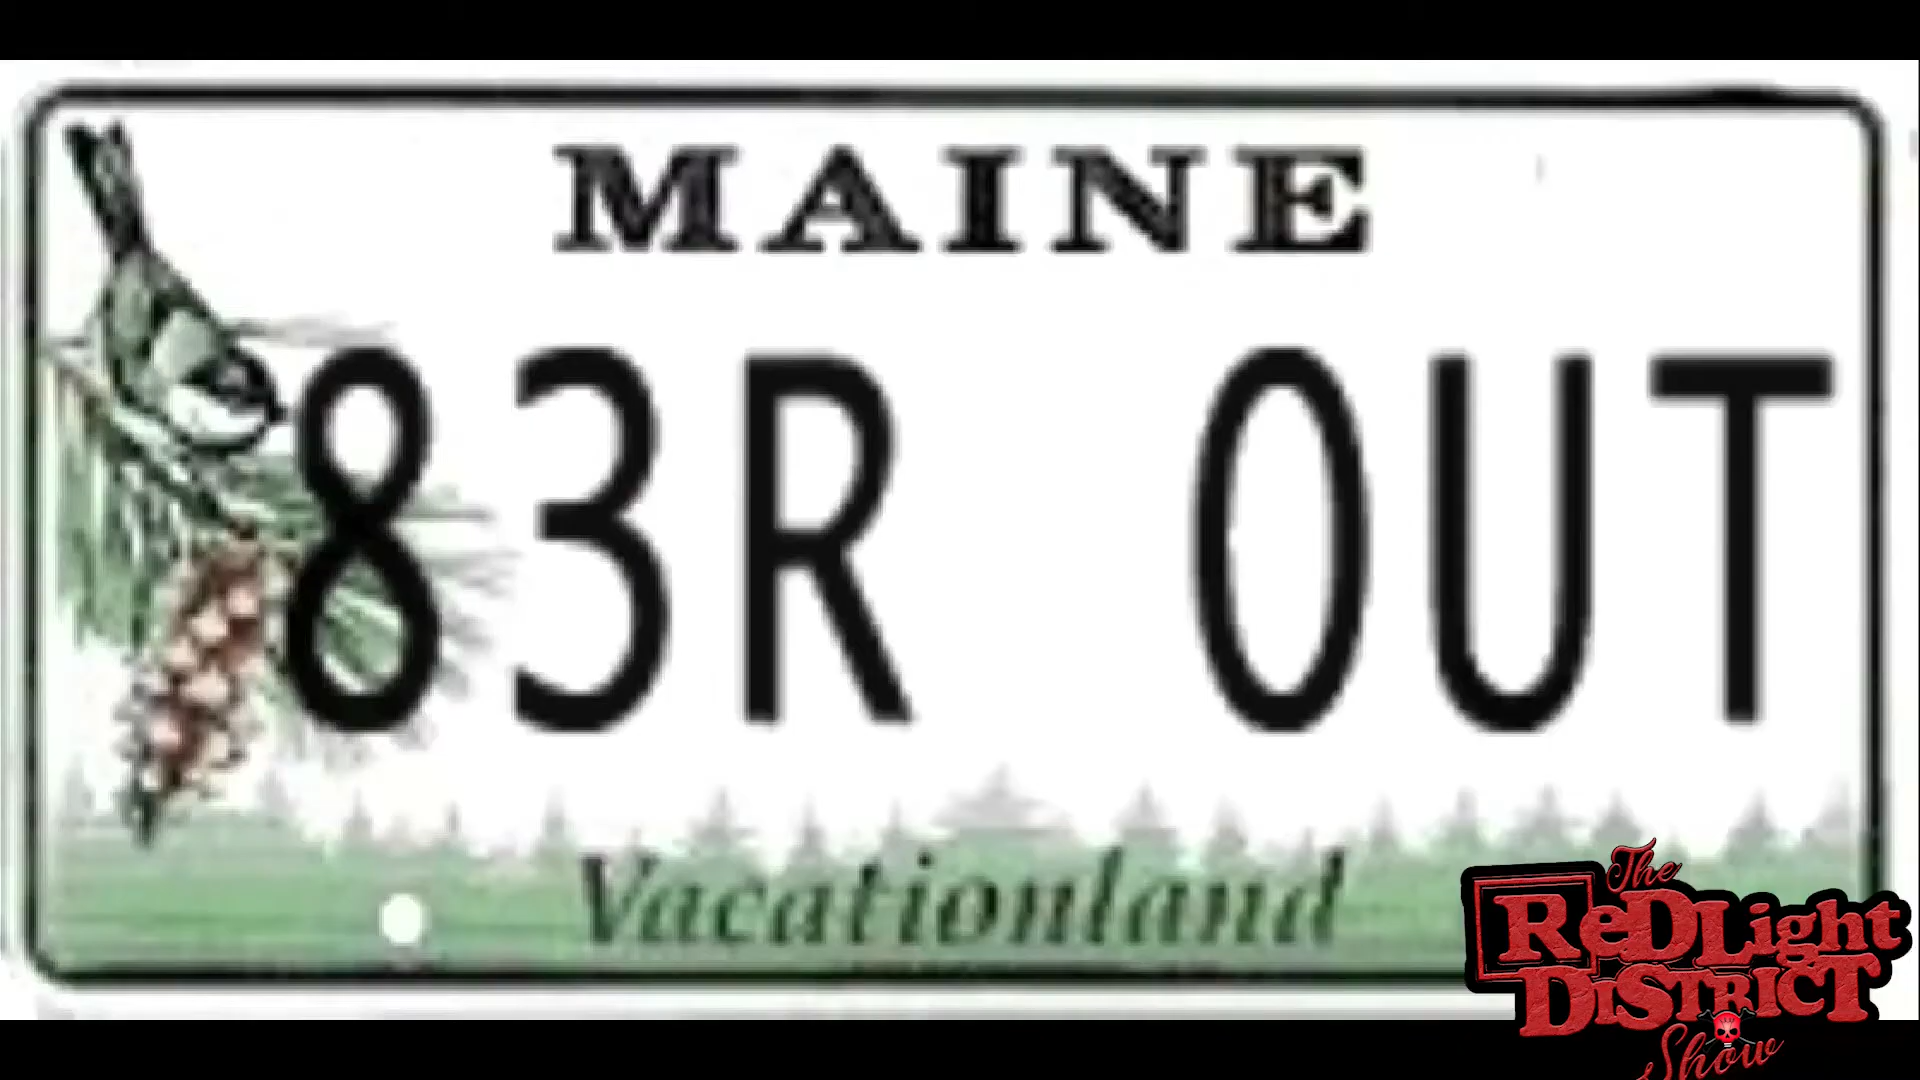 MAINE
83R OUT
Vacationland
The
ReDLight
DiSTRiCT
Show